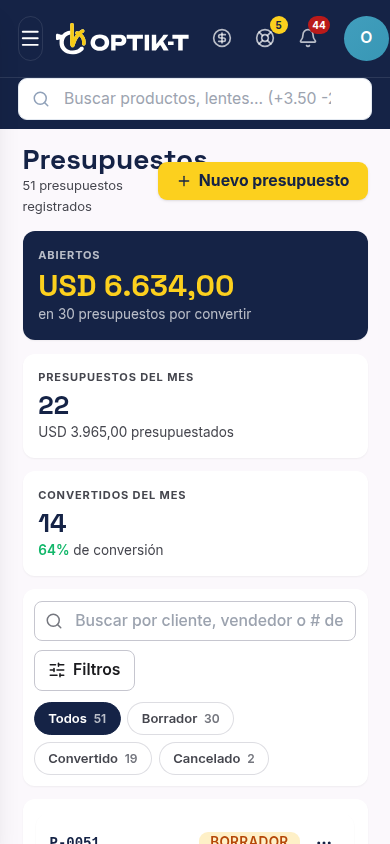 OPTIK-T
5
44
O
Buscar productos, lentes... (+3.50 -2
Presupuestos
51 presupuestos
registrados
+ Nuevo presupuesto
ABIERTOS
USD 6.634,00
en 30 presupuestos por convertir
PRESUPUESTOS DEL MES
22
USD 3.965,00 presupuestados
CONVERTIDOS DEL MES
14
64% de conversión
Buscar por cliente, vendedor o # de
Filtros
Todos 51
Borrador 30
Convertido 19
Cancelado 2
P-0051
BORRADOR
...